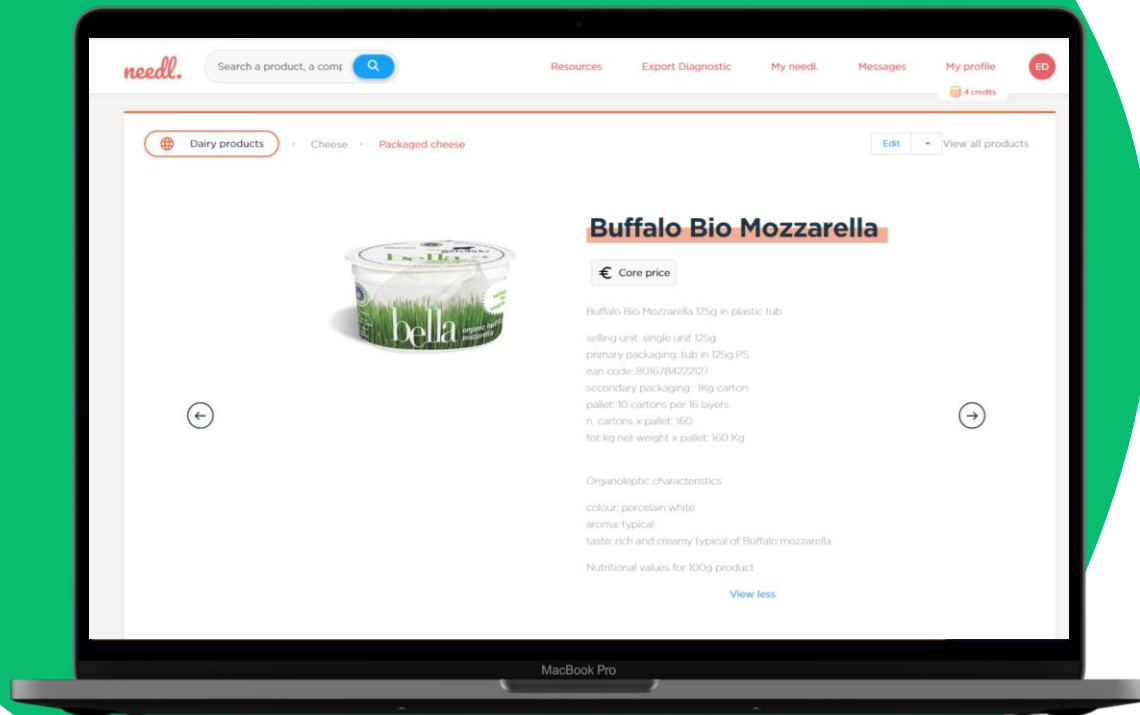 needl.
Search a product, a comp
Resources
Export Diagnostic
My needl.
Messages
My profile
ED
4 credits
Dairy products
Cheese
Packaged cheese
Edit
View all products
Buffalo Bio Mozzarella
€ Core price
bella
bella
organic buff
mozzarella
Buffalo Bio Mozzarella 125g in plastic tub
selling unit: single unit 125g
primary packaging: tub in 125g PS
ean code: 8016784222127
secondary packaging: 1Kg carton
pallet: 10 cartons per 16 layers
n. cartons x pallet: 160
tot kg net weight x pallet: 160 Kg
Organoleptic characteristics
colour: porcelain white
aroma: typical
taste: rich and creamy typical of Buffalo mozzarella
Nutritional values for 100g product
View less
MacBook Pro